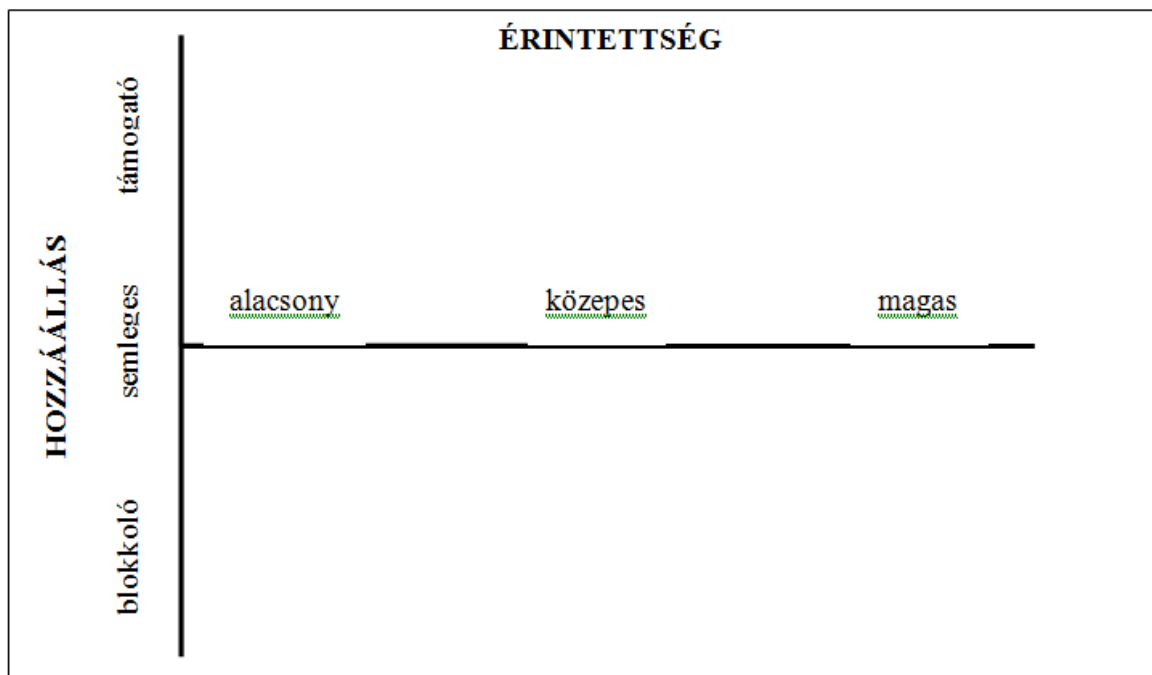 ÉRINTETTSÉG
támogató
HOZZÁÁLLÁS
semleges
alacsony
közepes
magas
blokkoló